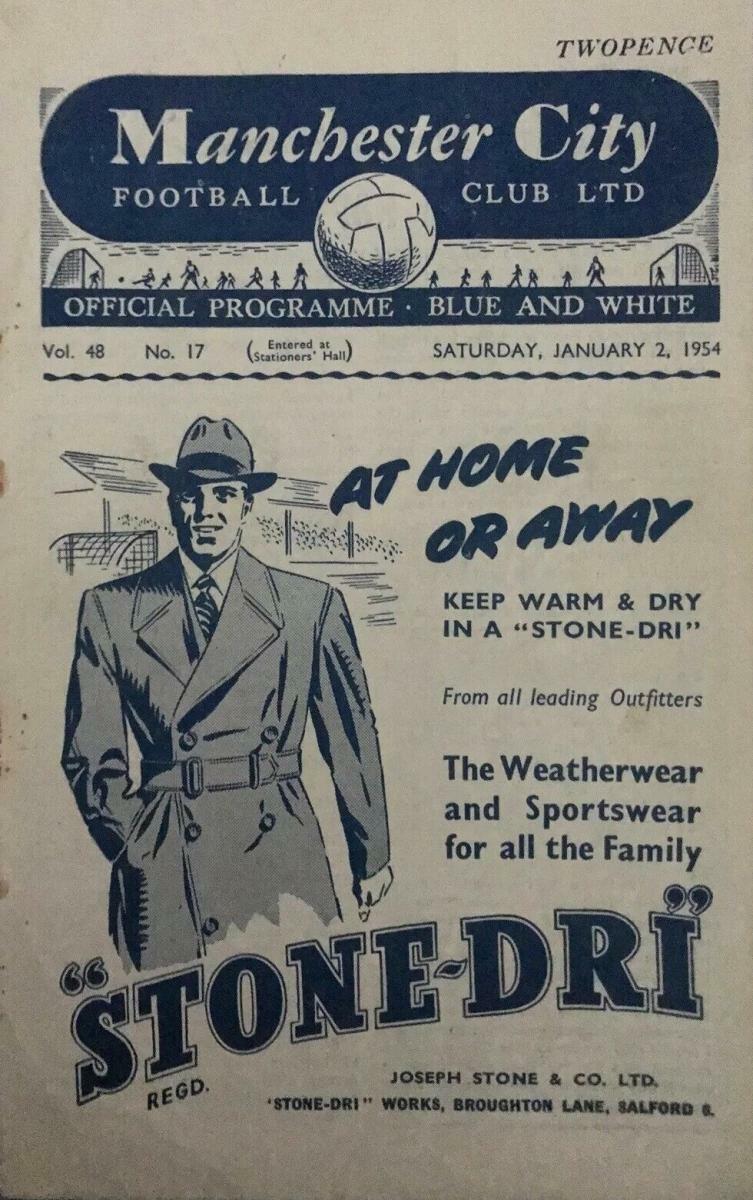 TWOPENCE
Manchester City
FOOTBALL CLUB LTD
OFFICIAL PROGRAMME · BLUE AND WHITE
Vol. 48 No. 17 (Entered at Stationers' Hall) SATURDAY, JANUARY 2, 1954
AT HOME
OR AWAY
KEEP WARM & DRY
IN A “STONE-DRI”
From all leading Outfitters
The Weatherwear
and Sportswear
for all the Family
“STONE-DRI”
REGD.
JOSEPH STONE & CO. LTD.
'STONE-DRI" WORKS, BROUGHTON LANE, SALFORD 8.